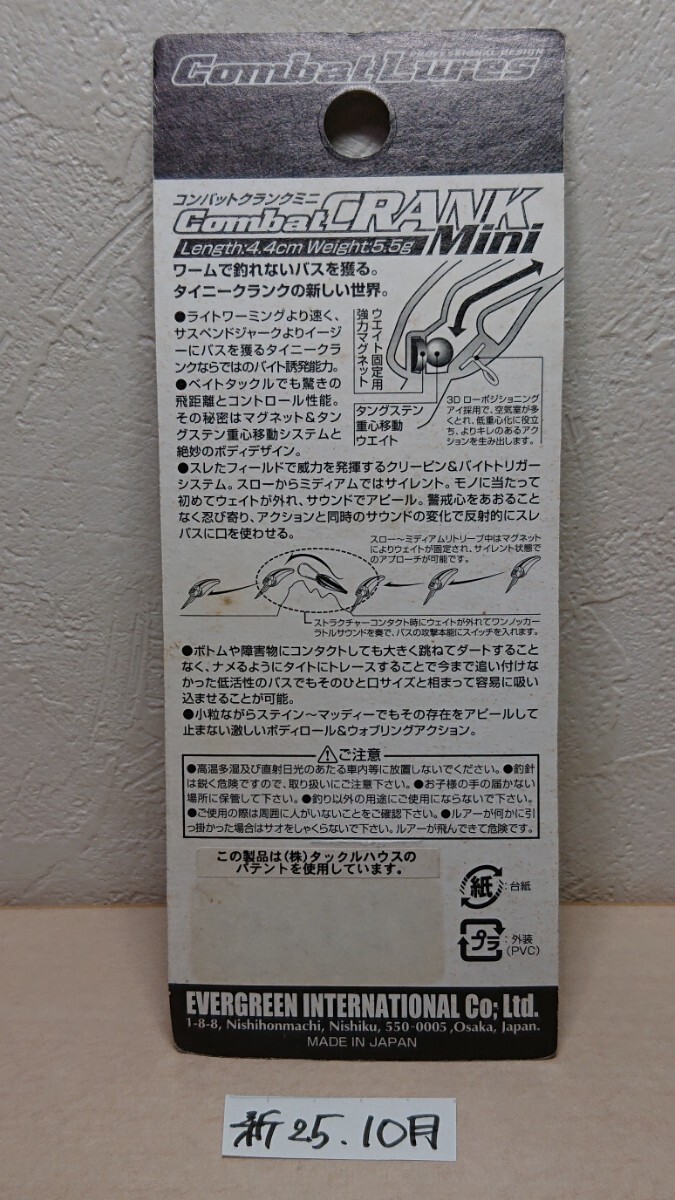 PROFESSIONAL DESIGN
Combat Lures
コンバットクランクミニ
Combat CRANK
Mini
Length:4.4cm Weight:5.5g
ワームで釣れないバスを獲る。
タイニークランクの新しい世界。
●ライトワーミングより速く、
サスペンドジャークよりイージ
ーにバスを獲るタイニークラ
ンクならではのバイト誘発能力。
●ベイトタックルでも驚きの
飛距離とコントロール性能。
その秘密はマグネット&タン
グステン重心移動システムと
絶妙のボディデザイン。
ウエイト固定用
強力マグネット
タングステン
重心移動
ウエイト
3D ローポジショニング
アイ採用で、空気室が多
くとれ、低重心化に役立
ち、よりキレのあるアク
ションを生み出します。
●スレたフィールドで威力を発揮するクリーピン&バイトトリガー
システム。スローからミディアムではサイレント。モノに当たって
初めてウェイトが外れ、サウンドでアピール。警戒心をあおること
なく忍び寄り、アクションと同時のサウンドの変化で反射的にスレ
バスに口を使わせる。
スロー〜ミディアムリトリーブ中はマグネット
によりウェイトが固定され、サイレント状態で
のアプローチが可能です。
ストラクチャーコンタクト時にウェイトが外れてワンノッカー
ラトルサウンドを奏で、バスの攻撃本能にスイッチを入れます。
●ボトムや障害物にコンタクトしても大きく跳ねてダートすること
なく、ナメるようにタイトにトレースすることで今まで追い付けな
かった低活性のバスでもそのひと口サイズと相まって容易に吸い
込ませることが可能。
●小粒ながらステイン〜マッディーでもその存在をアピールして
止まない激しいボディロール&ウォブリングアクション。
⚠ご注意
●高温多湿及び直射日光のあたる車内等に放置しないでください。●釣針
は鋭く危険ですので、取り扱いにご注意下さい。●お子様の手の届かない
場所に保管して下さい。●釣り以外の用途にご使用にならないで下さい。
●ご使用の際は周囲に人がいないことをご確認下さい。●ルアーが何かに引
っ掛かった場合はサオをしゃくらないで下さい。ルアーが飛んできて危険です。
この製品は(株)タックルハウスの
パテントを使用しています。
紙:台紙
プラ:外装
(PVC)
EVERGREEN INTERNATIONAL Co; Ltd.
1-8-8, Nishihonmachi, Nishiku, 550-0005 ,Osaka, Japan.
MADE IN JAPAN
新25.10月